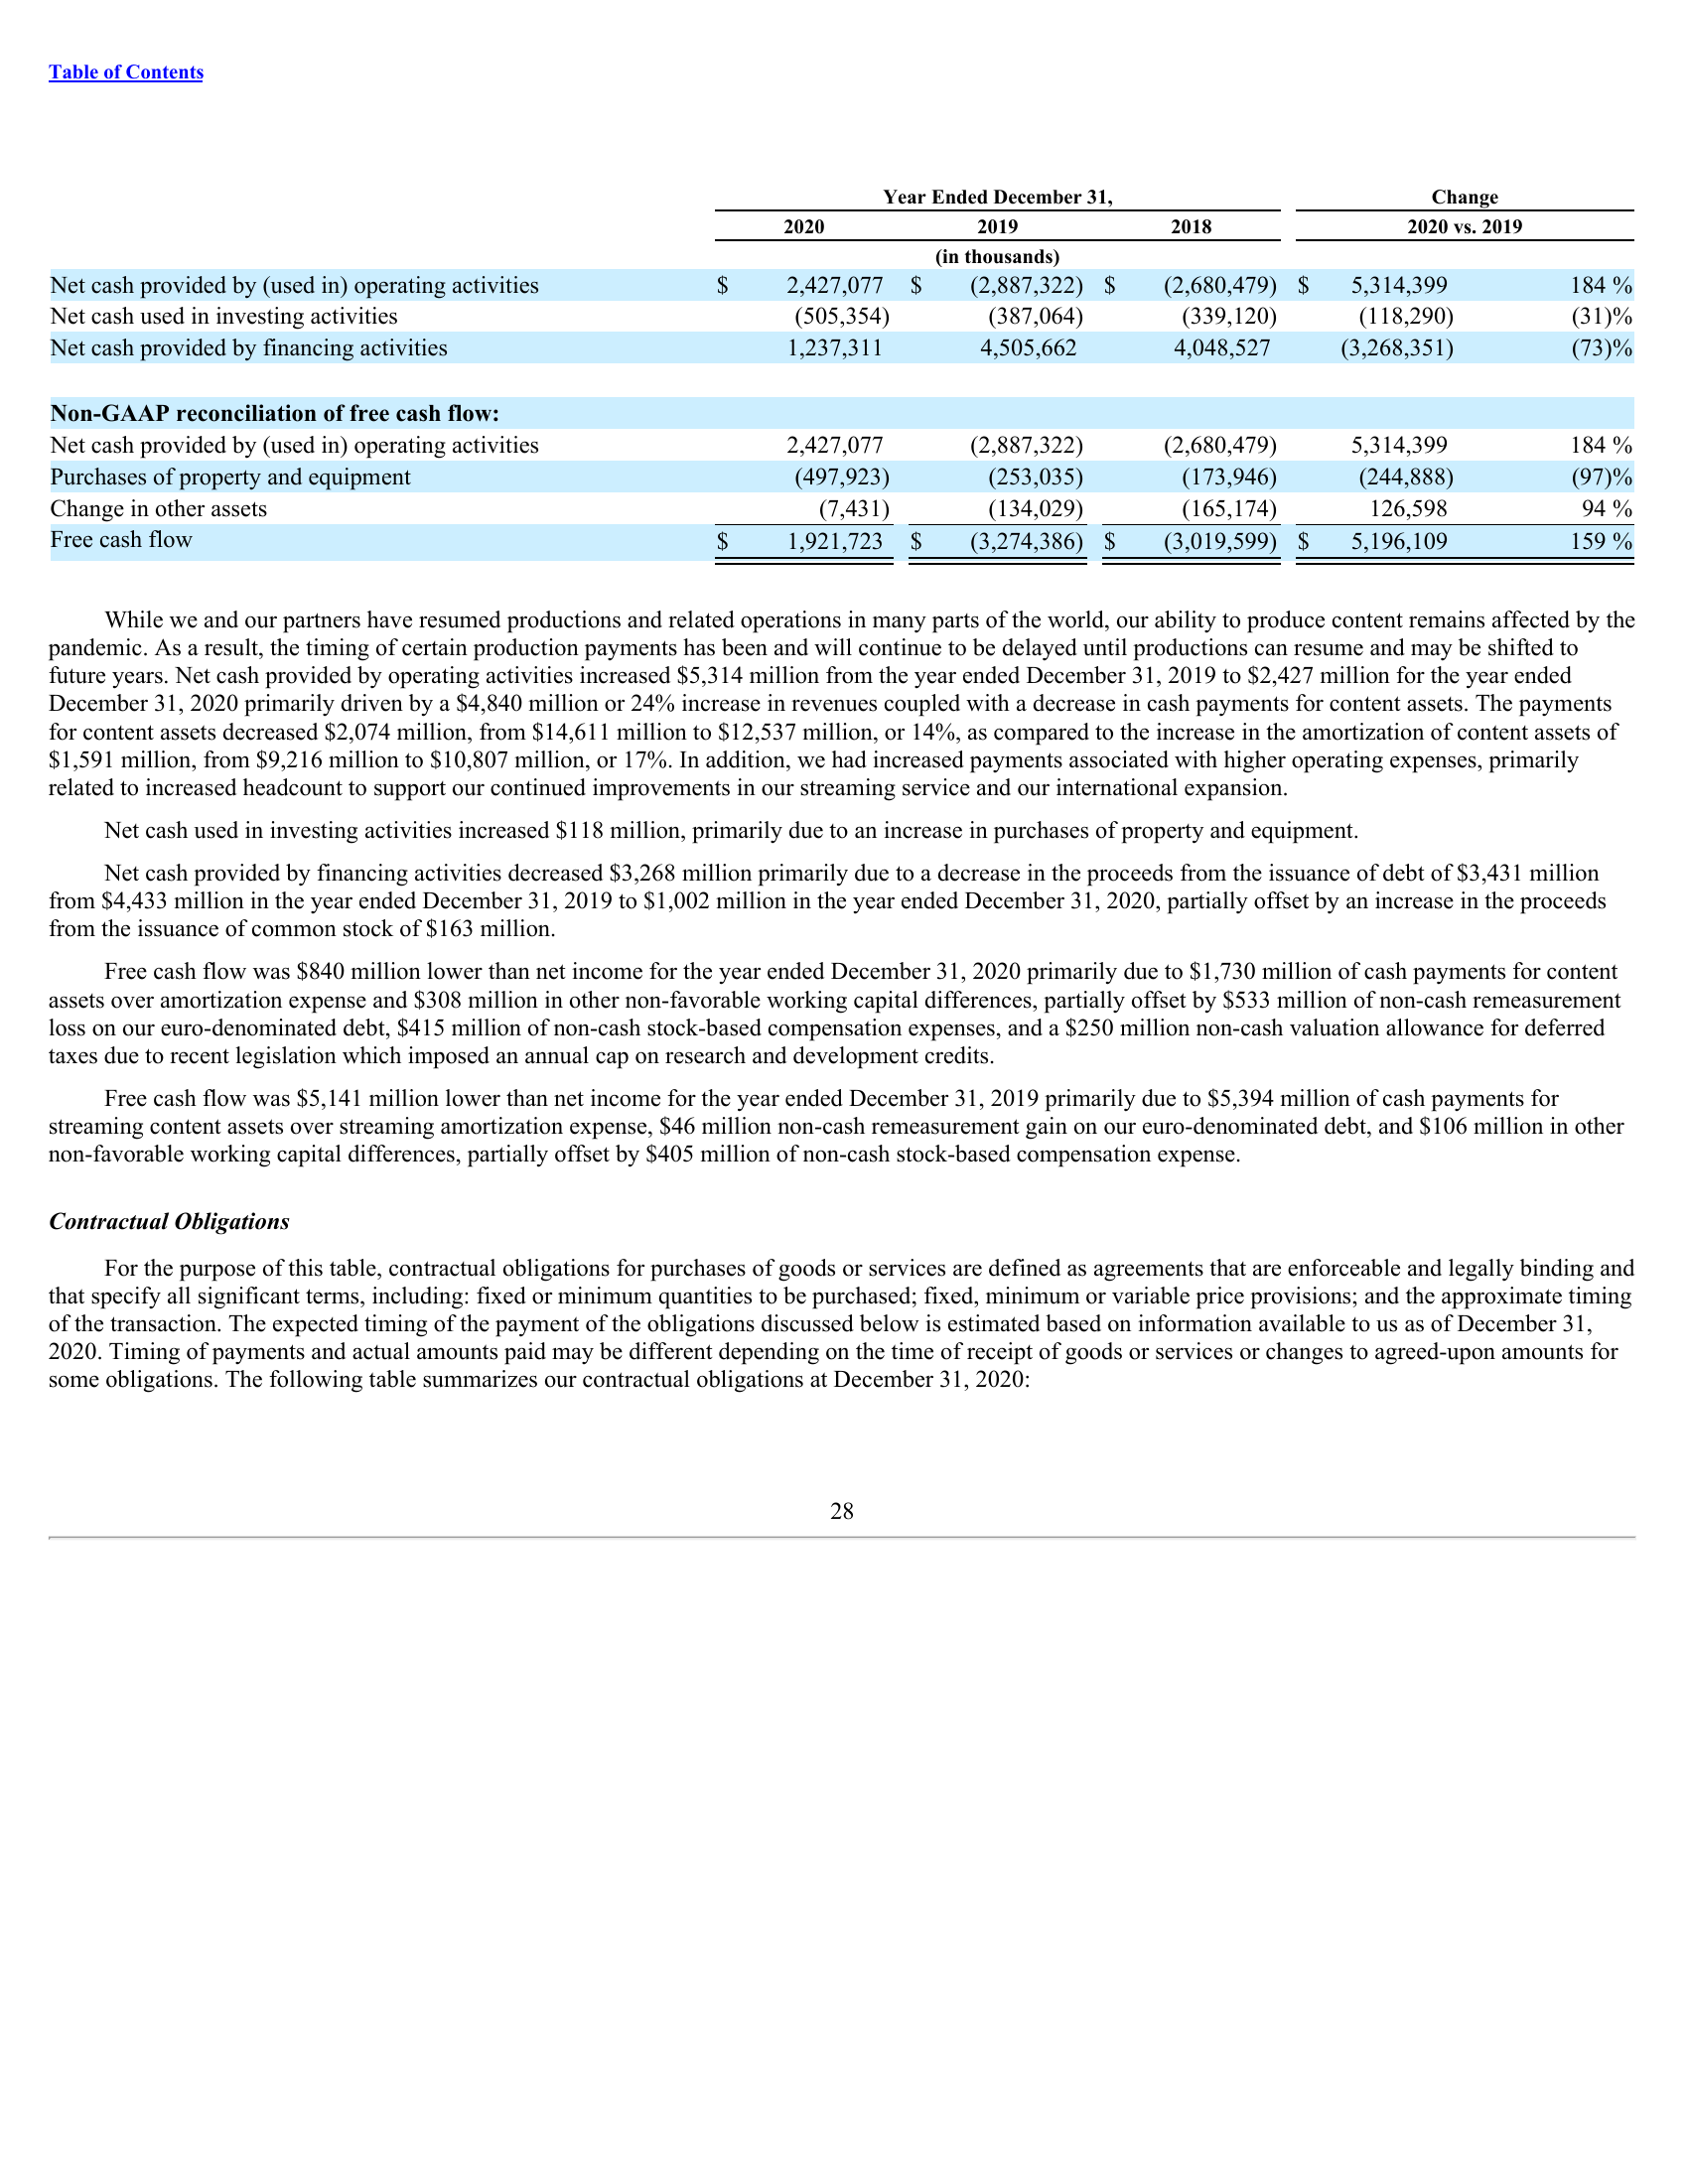 Table of Contents
Year Ended December 31, Change
2020 2019 2018 2020 vs. 2019
(in thousands)
Net cash provided by (used in) operating activities $ 2,427,077 $ (2,887,322) $ (2,680,479) $ 5,314,399 184 %
Net cash used in investing activities (505,354) (387,064) (339,120) (118,290) (31)%
Net cash provided by financing activities 1,237,311 4,505,662 4,048,527 (3,268,351) (73)%
Non-GAAP reconciliation of free cash flow:
Net cash provided by (used in) operating activities 2,427,077 (2,887,322) (2,680,479) 5,314,399 184 %
Purchases of property and equipment (497,923) (253,035) (173,946) (244,888) (97)%
Change in other assets (7,431) (134,029) (165,174) 126,598 94 %
Free cash flow $ 1,921,723 $ (3,274,386) $ (3,019,599) $ 5,196,109 159 %
While we and our partners have resumed productions and related operations in many parts of the world, our ability to produce content remains affected by the
pandemic. As a result, the timing of certain production payments has been and will continue to be delayed until productions can resume and may be shifted to
future years. Net cash provided by operating activities increased $5,314 million from the year ended December 31, 2019 to $2,427 million for the year ended
December 31, 2020 primarily driven by a $4,840 million or 24% increase in revenues coupled with a decrease in cash payments for content assets. The payments
for content assets decreased $2,074 million, from $14,611 million to $12,537 million, or 14%, as compared to the increase in the amortization of content assets of
$1,591 million, from $9,216 million to $10,807 million, or 17%. In addition, we had increased payments associated with higher operating expenses, primarily
related to increased headcount to support our continued improvements in our streaming service and our international expansion.
Net cash used in investing activities increased $118 million, primarily due to an increase in purchases of property and equipment.
Net cash provided by financing activities decreased $3,268 million primarily due to a decrease in the proceeds from the issuance of debt of $3,431 million
from $4,433 million in the year ended December 31, 2019 to $1,002 million in the year ended December 31, 2020, partially offset by an increase in the proceeds
from the issuance of common stock of $163 million.
Free cash flow was $840 million lower than net income for the year ended December 31, 2020 primarily due to $1,730 million of cash payments for content
assets over amortization expense and $308 million in other non-favorable working capital differences, partially offset by $533 million of non-cash remeasurement
loss on our euro-denominated debt, $415 million of non-cash stock-based compensation expenses, and a $250 million non-cash valuation allowance for deferred
taxes due to recent legislation which imposed an annual cap on research and development credits.
Free cash flow was $5,141 million lower than net income for the year ended December 31, 2019 primarily due to $5,394 million of cash payments for
streaming content assets over streaming amortization expense, $46 million non-cash remeasurement gain on our euro-denominated debt, and $106 million in other
non-favorable working capital differences, partially offset by $405 million of non-cash stock-based compensation expense.
Contractual Obligations
For the purpose of this table, contractual obligations for purchases of goods or services are defined as agreements that are enforceable and legally binding and
that specify all significant terms, including: fixed or minimum quantities to be purchased; fixed, minimum or variable price provisions; and the approximate timing
of the transaction. The expected timing of the payment of the obligations discussed below is estimated based on information available to us as of December 31,
2020. Timing of payments and actual amounts paid may be different depending on the time of receipt of goods or services or changes to agreed-upon amounts for
some obligations. The following table summarizes our contractual obligations at December 31, 2020:
28